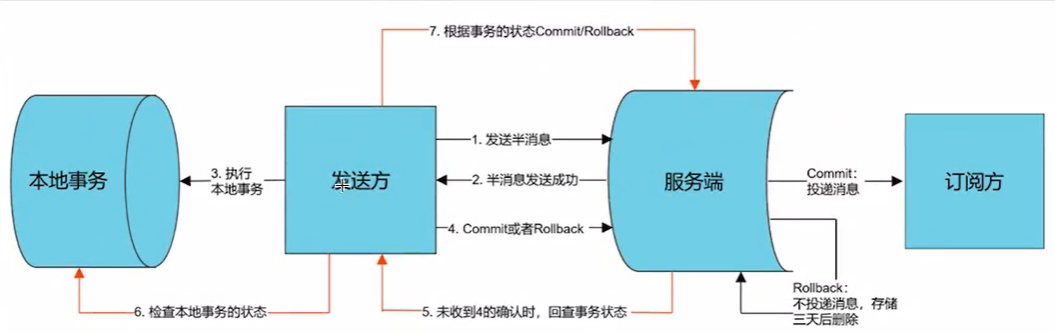 7. 根据事务的状态Commit/Rollback
1. 发送半消息
本地事务
3. 执行
本地事务
发送方
2. 半消息发送成功
服务端
Commit:
投递消息
订阅方
4. Commit或者Rollback
Rollback:
不投递消息，存储
三天后删除
6. 检查本地事务的状态
5. 未收到4的确认时，回查事务状态